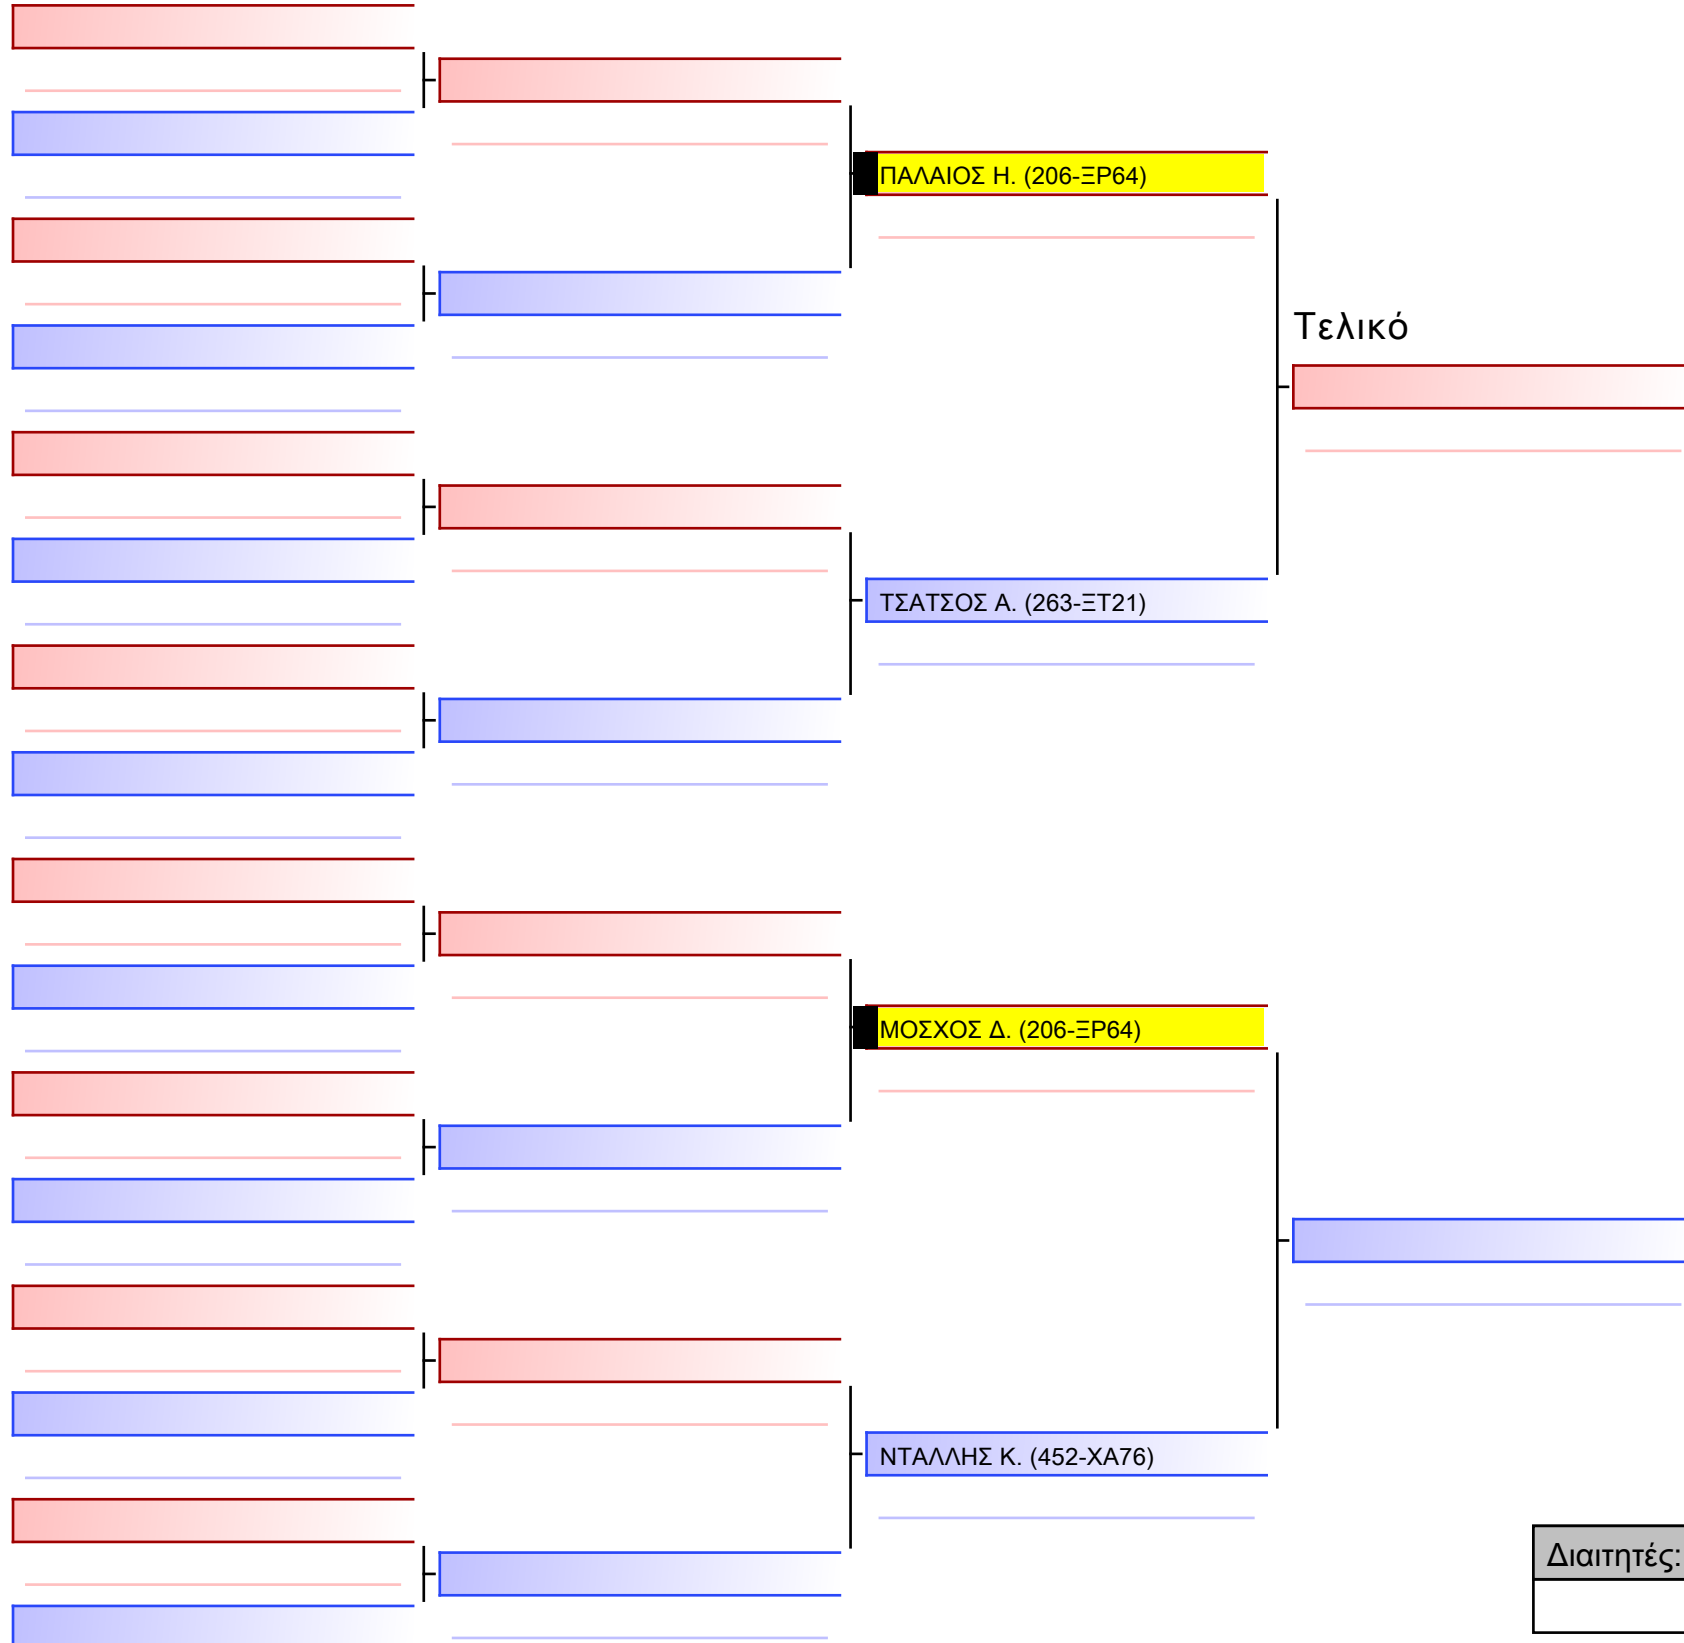 ΠΑΛΑΙΟΣ Η. (206-ΞΡ64)
Τελικό
ΤΣΑΤΣΟΣ Α. (263-ΞΤ21)
ΜΟΣΧΟΣ Δ. (206-ΞΡ64)
ΝΤΑΛΛΗΣ Κ. (452-ΧΑ76)
Διαιτητές: